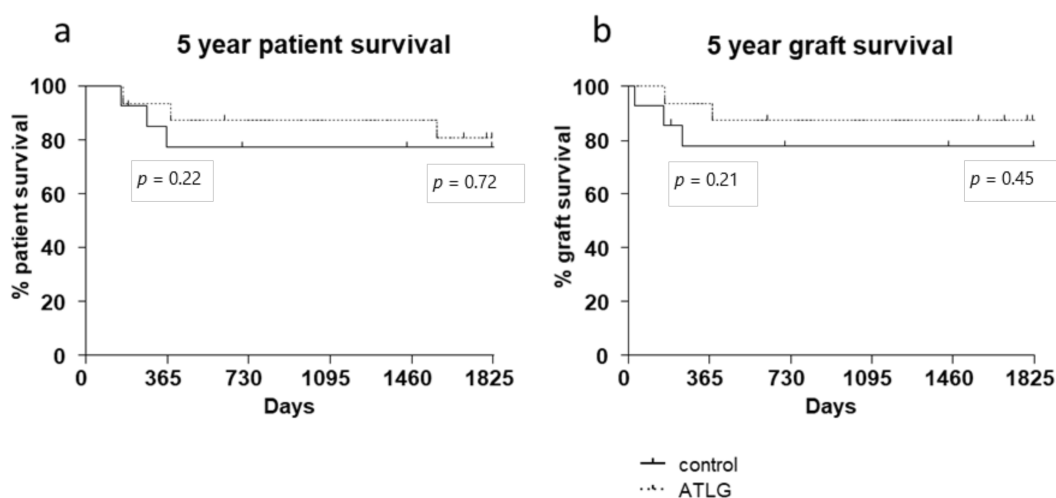 a
5 year patient survival
% patient survival
100
80
60
40
20
0
p = 0.22
p = 0.72
0 365 730 1095 1460 1825
Days
b
5 year graft survival
% graft survival
100
80
60
40
20
0
p = 0.21
p = 0.45
0 365 730 1095 1460 1825
Days
control
ATLG